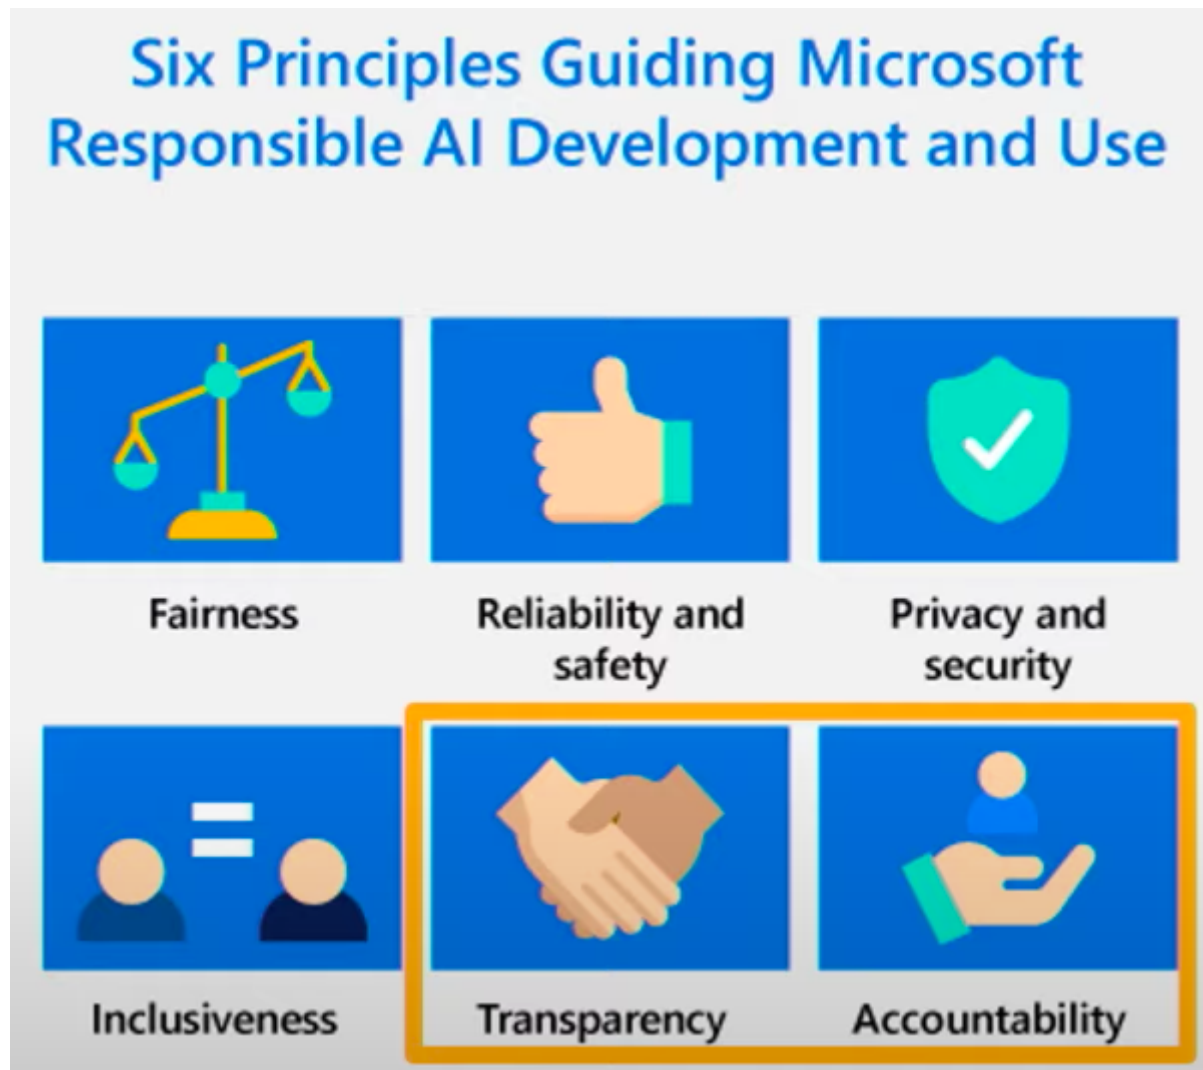 Six Principles Guiding Microsoft
Responsible AI Development and Use
Fairness
Reliability and
safety
Privacy and
security
Inclusiveness
Transparency
Accountability